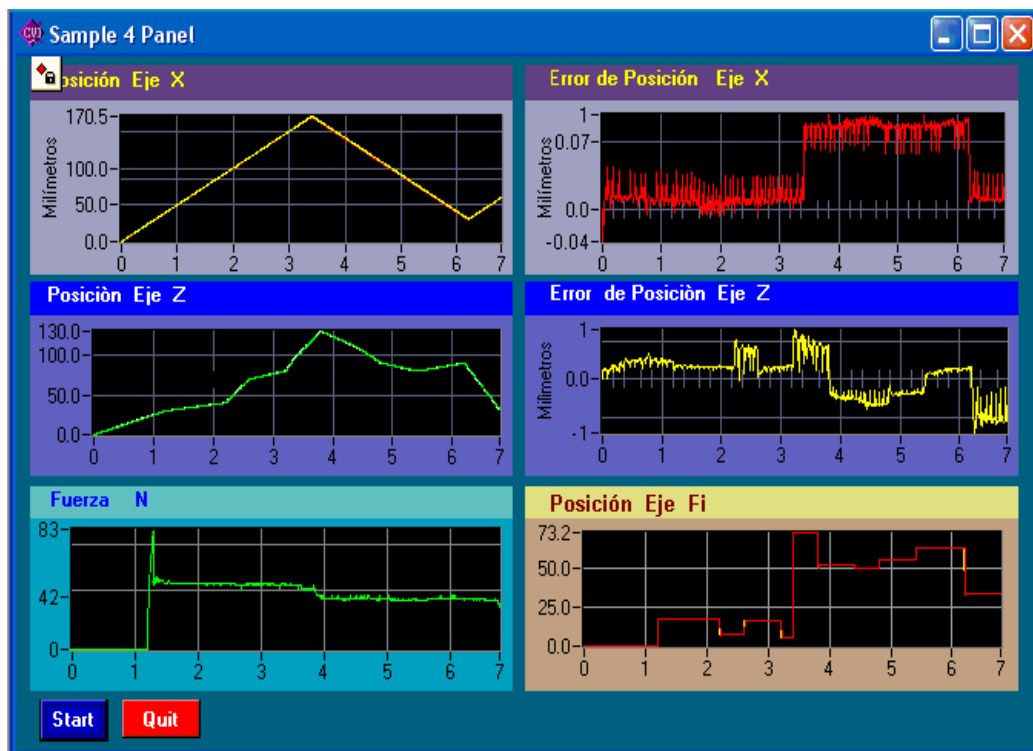 CVI Sample 4 Panel
osición Eje X
Milímetros
170.5
100.0
50.0
0.0
0 1 2 3 4 5 6 7
Error de Posición Eje X
Milímetros
1
0.07
0.0
-0.04
0 1 2 3 4 5 6 7
Posiciòn Eje Z
130.0
100.0
50.0
0.0
0 1 2 3 4 5 6 7
Error de Posiciòn Eje Z
Milímetros
1
0.0
-1
0 1 2 3 4 5 6 7
Fuerza N
83
42
0
0 1 2 3 4 5 6 7
Posición Eje Fi
73.2
50.0
25.0
0.0
0 1 2 3 4 5 6 7
Start Quit